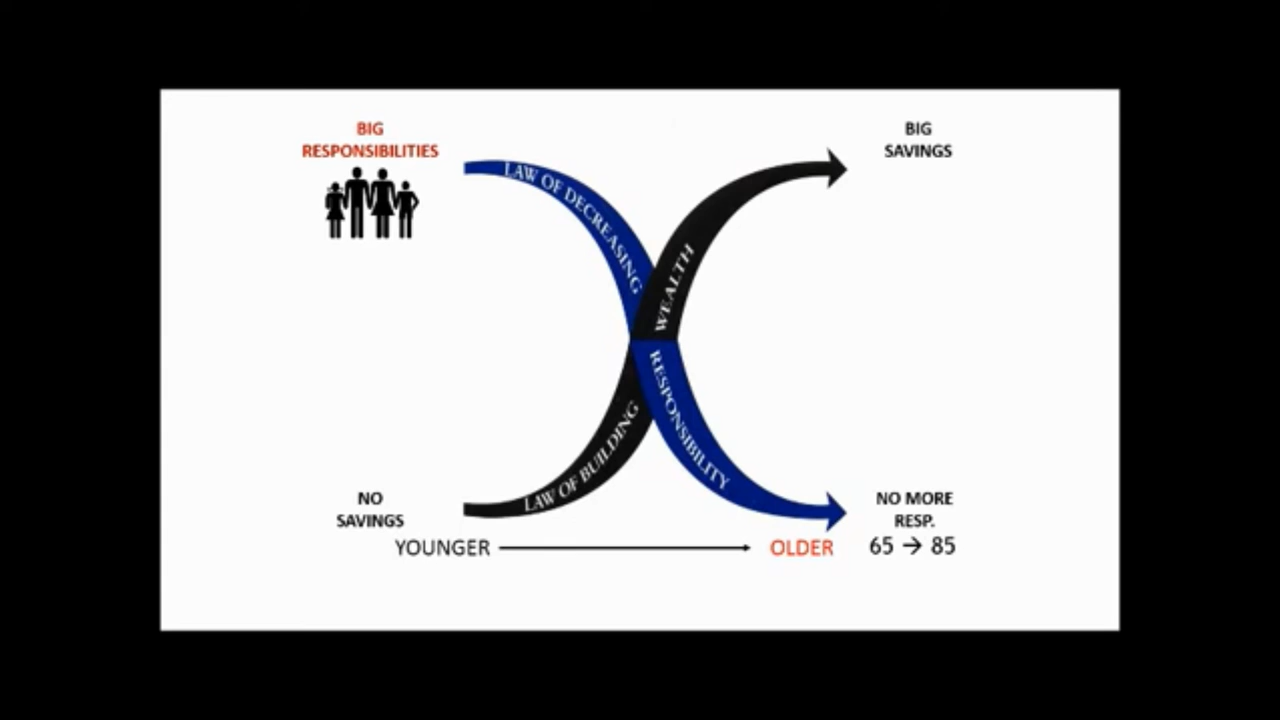 BIG
RESPONSIBILITIES
BIG
SAVINGS
LAW OF DECREASING
RESPONSIBILITY
LAW OF BUILDING
WEALTH
NO
SAVINGS
NO MORE
RESP.
YOUNGER
OLDER
65 → 85